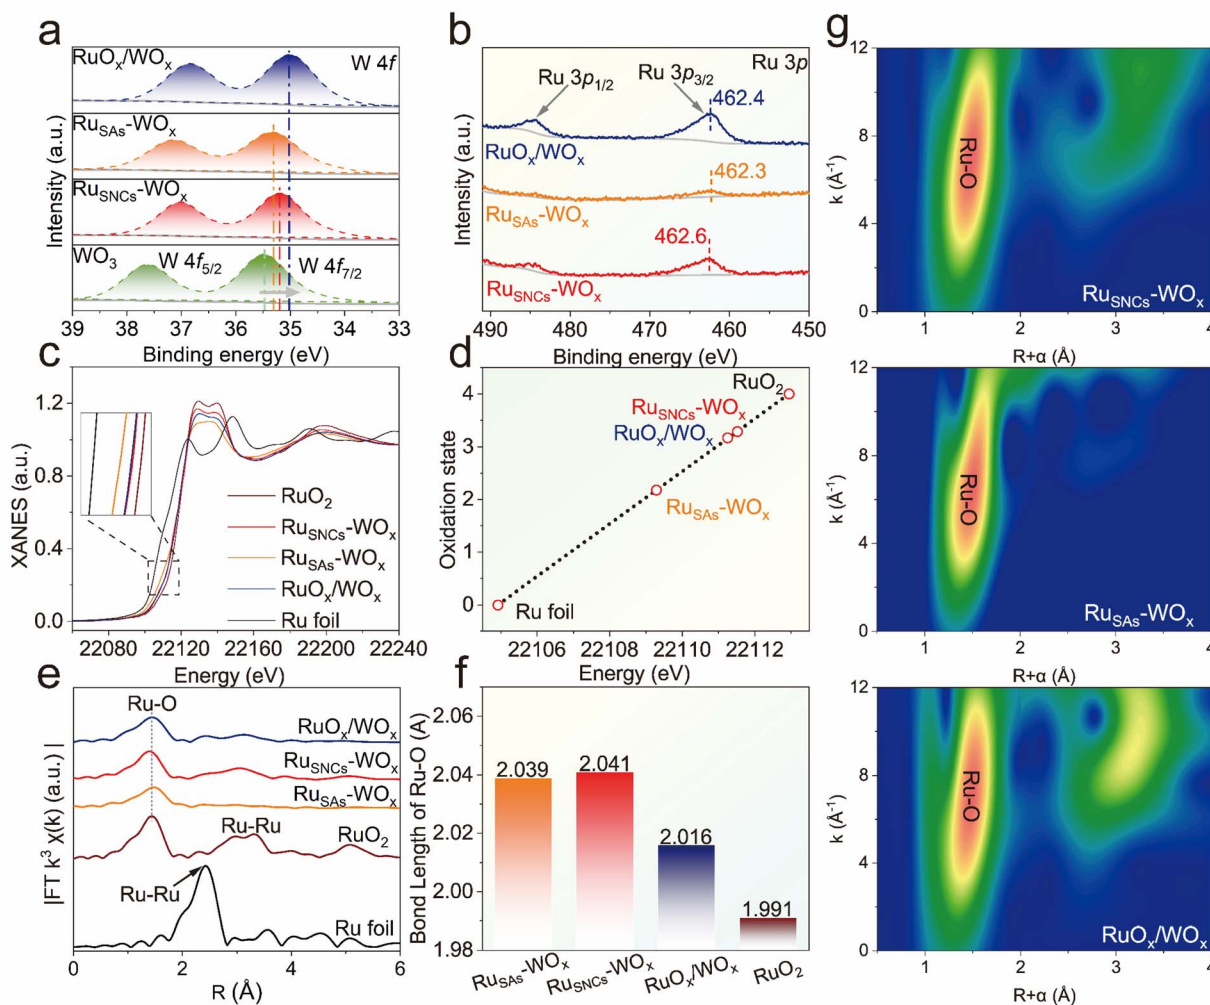 a
RuOx/WOx
W 4f
RuSAs-WOx
RuSNCs-WOx
WO3
W 4f5/2
W 4f7/2
Intensity (a.u.)
39 38 37 36 35 34 33
Binding energy (eV)
b
Ru 3p1/2
Ru 3p3/2
Ru 3p
462.4
RuOx/WOx
462.3
RuSAs-WOx
462.6
RuSNCs-WOx
Intensity (a.u.)
490 480 470 460 450
Binding energy (eV)
c
XANES (a.u.)
1.2
0.8
0.4
0.0
RuO2
RuSNCs-WOx
RuSAs-WOx
RuOx/WOx
Ru foil
22080 22120 22160 22200 22240
Energy (eV)
d
Oxidation state
4
3
2
1
0
RuO2
RuSNCs-WOx
RuOx/WOx
RuSAs-WOx
Ru foil
22106 22108 22110 22112
Energy (eV)
e
|FT k3 χ(k) (a.u.) |
Ru-O
RuOx/WOx
RuSNCs-WOx
RuSAs-WOx
Ru-Ru
RuO2
Ru-Ru
Ru foil
0 2 4 6
R (Å)
f
Bond Length of Ru-O (Å)
2.06
2.04
2.02
2.00
1.98
2.039
2.041
2.016
1.991
RuSAs-WOx
RuSNCs-WOx
RuOx/WOx
RuO2
g
12
8
4
0
k (Å-1)
Ru-O
RuSNCs-WOx
1 2 3 4
R+α (Å)
12
8
4
0
k (Å-1)
Ru-O
RuSAs-WOx
1 2 3 4
R+α (Å)
12
8
4
0
k (Å-1)
Ru-O
RuOx/WOx
1 2 3 4
R+α (Å)